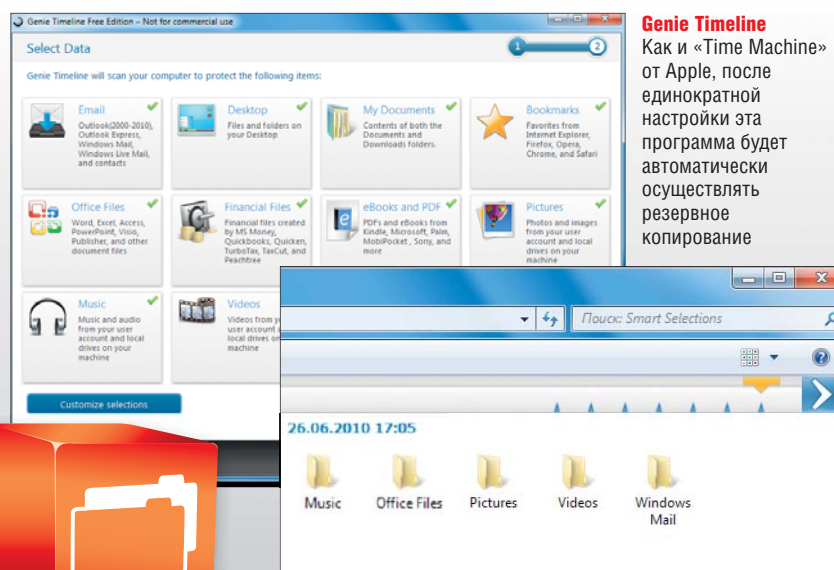 Genie Timeline Free Edition – Not for commercial use
Select Data
1
2
Genie Timeline will scan your computer to protect the following items:
Email
Outlook(2000-2010),
Outlook Express,
Windows Mail,
Windows Live Mail,
and contacts
Desktop
Files and folders on
your Desktop
My Documents
Contents of both the
Documents and
Downloads folders.
Bookmarks
Favorites from
Internet Explorer,
Firefox, Opera,
Chrome, and Safari
Office Files
Word, Excel, Access,
PowerPoint, Visio,
Publisher, and other
document files
Financial Files
Financial files created
by MS Money,
Quickbooks, Quicken,
TurboTax, TaxCut, and
Peachtree
eBooks and PDF
PDFs and eBooks from
Kindle, Microsoft, Palm,
MobiPocket , Sony, and
more
Pictures
Photos and images
from your user
account and local
drives on your
machine
Music
Music and audio
from your user
account and local
drives on your
machine
Videos
Videos from
user account
local drives on
machine
Customize selections
Genie Timeline
Как и «Time Machine»
от Apple, после
единократной
настройки эта
программа будет
автоматически
осуществлять
резервное
копирование
Поиск: Smart Selections
26.06.2010 17:05
Music
Office Files
Pictures
Videos
Windows
Mail